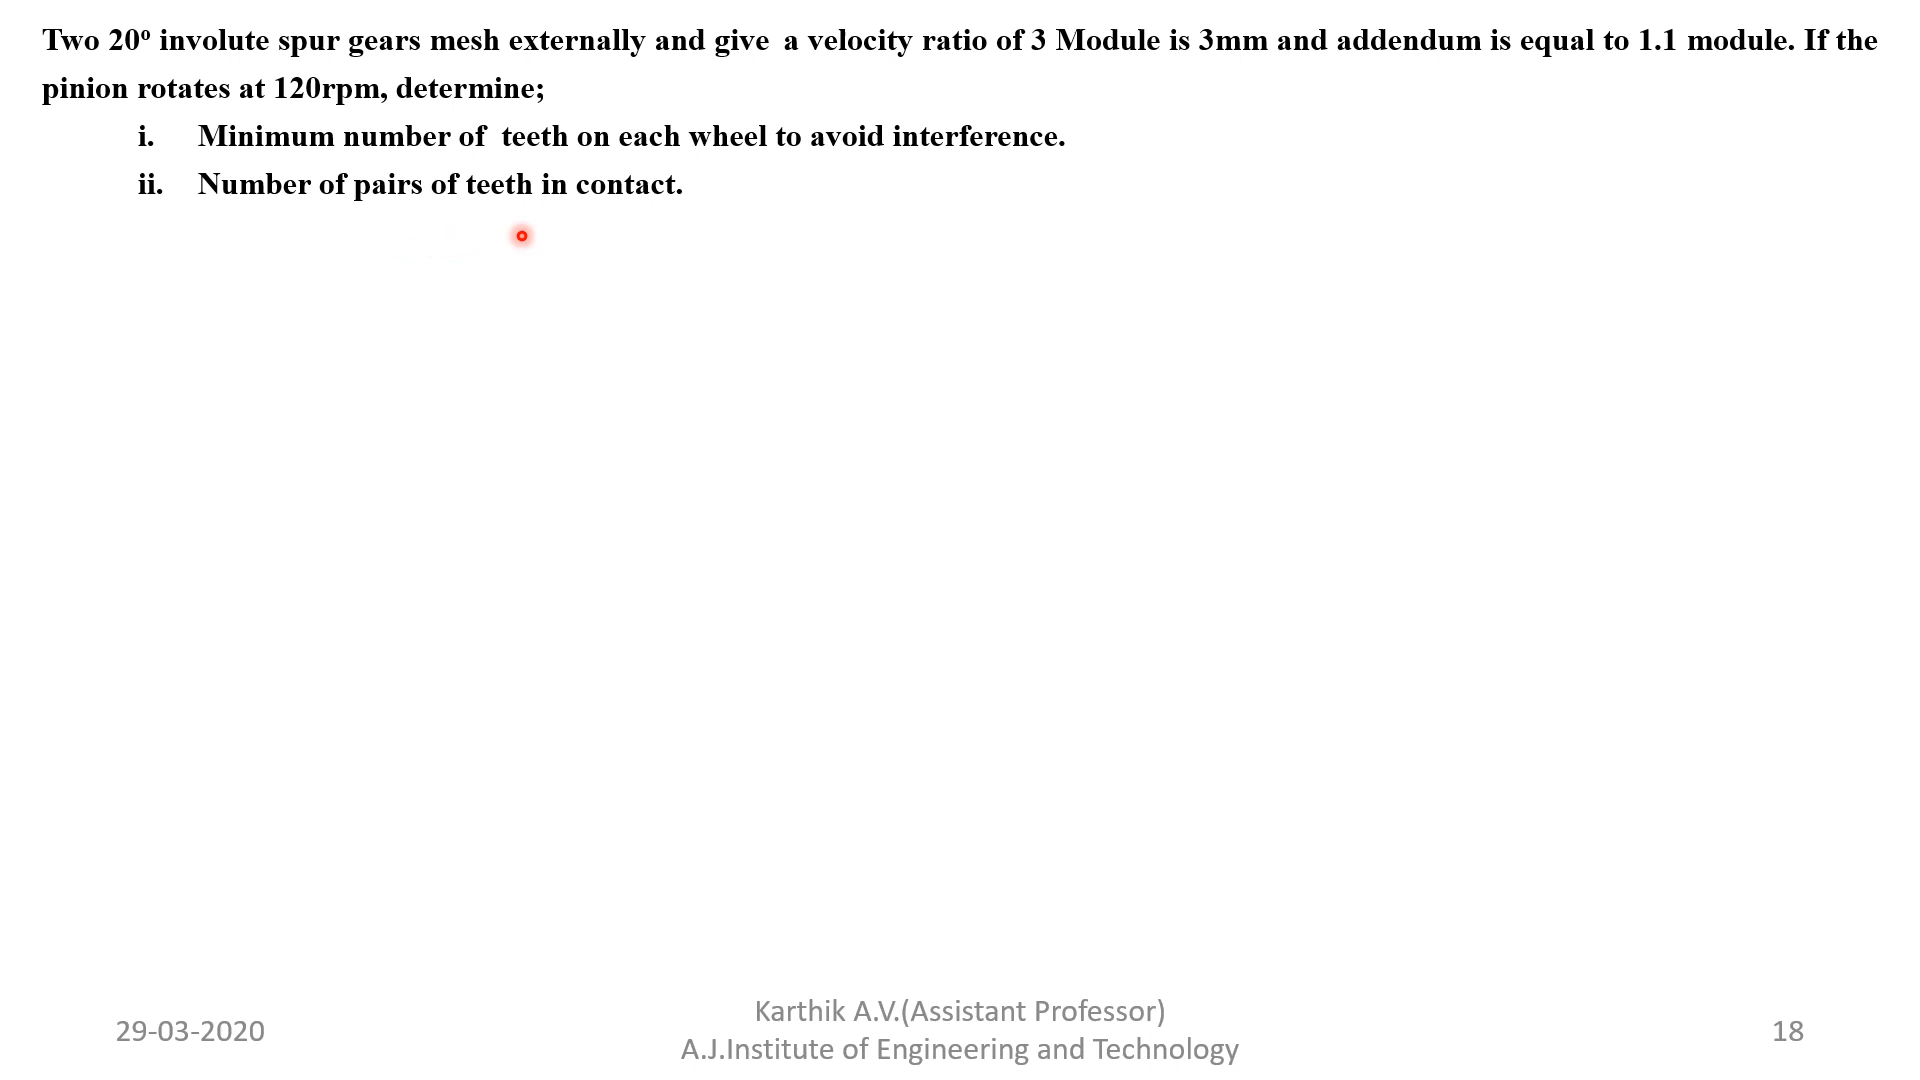 Two 20º involute spur gears mesh externally and give a velocity ratio of 3 Module is 3mm and addendum is equal to 1.1 module. If the
pinion rotates at 120rpm, determine;
i. Minimum number of teeth on each wheel to avoid interference.
ii. Number of pairs of teeth in contact.
29-03-2020
Karthik A.V.(Assistant Professor)
A.J.Institute of Engineering and Technology
18